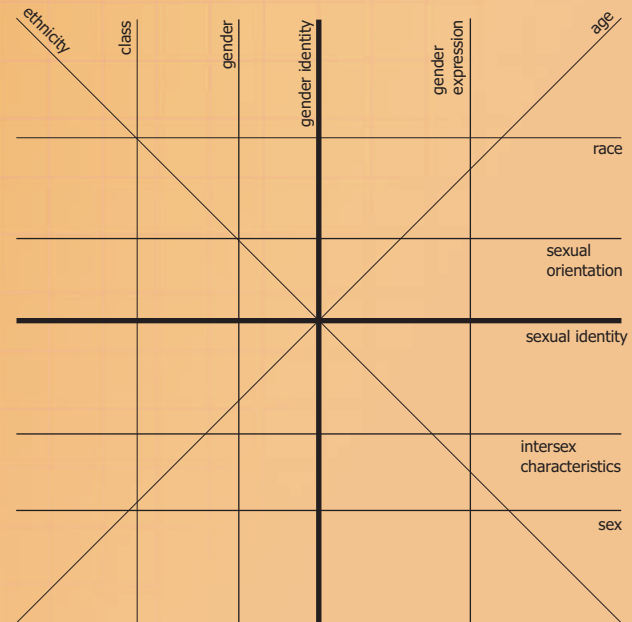 ethnicity
class
gender
gender identity
gender
expression
age
race
sexual
orientation
sexual identity
intersex
characteristics
sex